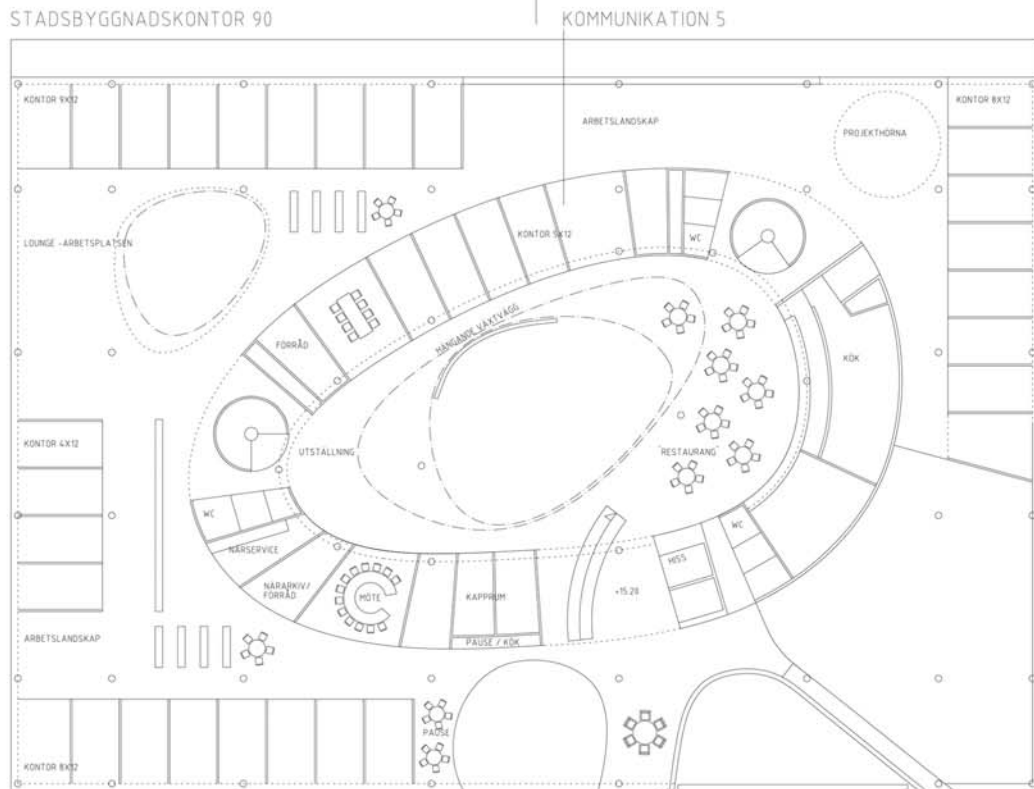 STADSBYGGNADSKONTOR 90
KOMMUNIKATION 5
KONTOR 9X12
ARBETSLANDSKAP
KONTOR 8X12
PROJEKTHÖRNA
LOUNGE - ARBETSPLATSEN
KONTOR 5X12
WC
HÄNGANDE VÄXTVÄGG
FÖRRÅD
KÖK
KONTOR 4X12
UTSTÄLLNING
RESTAURANG
WC
WC
NÄRSERVICE
HISS
NÄRARKIV/
FÖRRÅD
MÖTE
KAPPRUM
+15.28
ARBETSLANDSKAP
PAUSE / KÖK
PAUSE
KONTOR 8X12